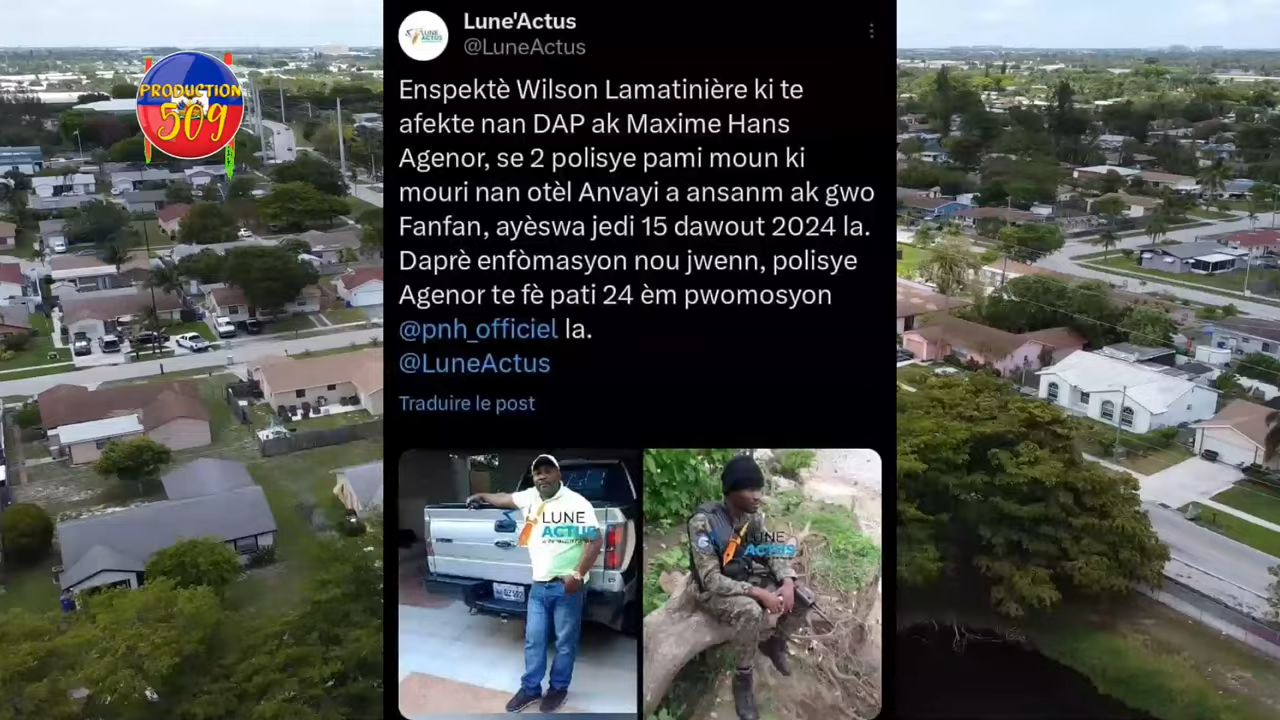 PRODUCTION
509
Lune'Actus
@LuneActus
Enspektè Wilson Lamatinière ki te
afekte nan DAP ak Maxime Hans
Agenor, se 2 polisye pami moun ki
mouri nan otèl Anvayi a ansanm ak gwo
Fanfan, ayèswa jedi 15 dawout 2024 la.
Daprè enfòmasyon nou jwenn, polisye
Agenor te fè pati 24 èm pwomosyon
@pnh_officiel la.
@LuneActus
Traduire le post
LUNE
ACTUS
LUNE
ACTUS